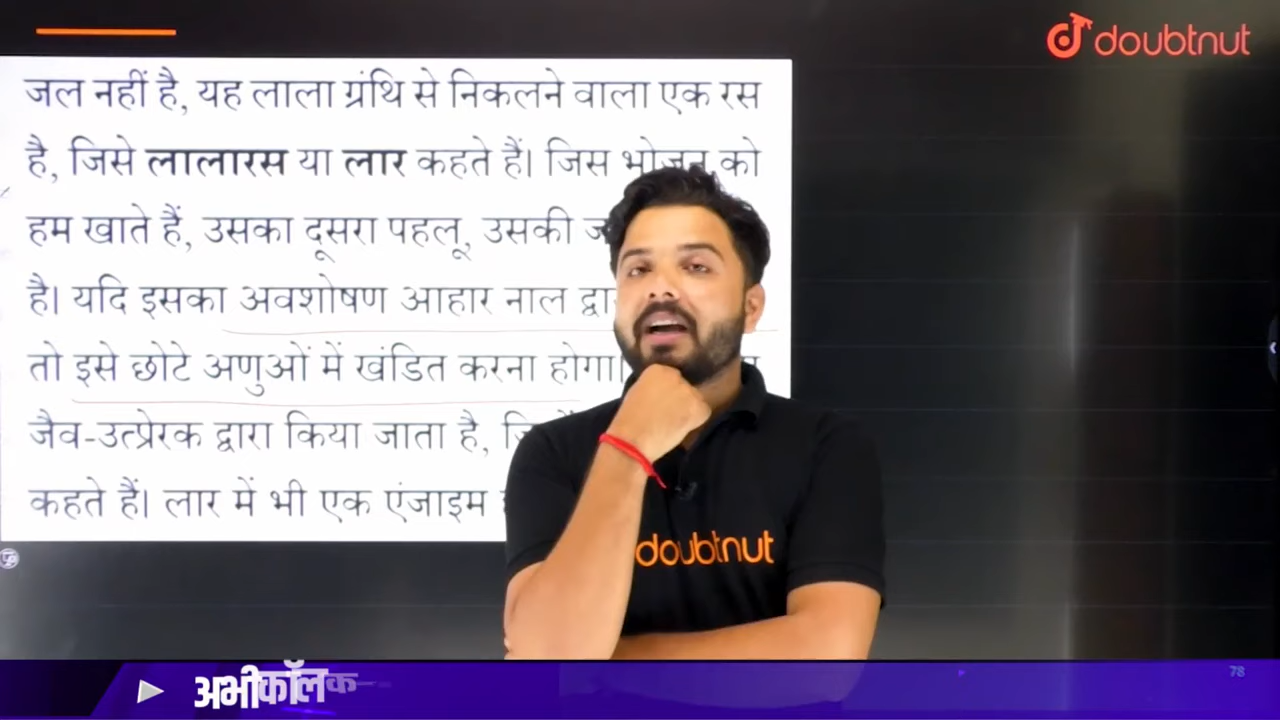 doubtnut
जल नहीं है, यह लाला ग्रंथि से निकलने वाला एक रस
है, जिसे लालारस या लार कहते हैं। जिस भोजन को
हम खाते हैं, उसका दूसरा पहलू, उसकी
है। यदि इसका अवशोषण आहार नाल
तो इसे छोटे अणुओं में खंडित करना होगा।
जैव-उत्प्रेरक द्वारा किया जाता है,
कहते हैं। लार में भी एक एंजाइम
doubtnut
अभी कॉल
78